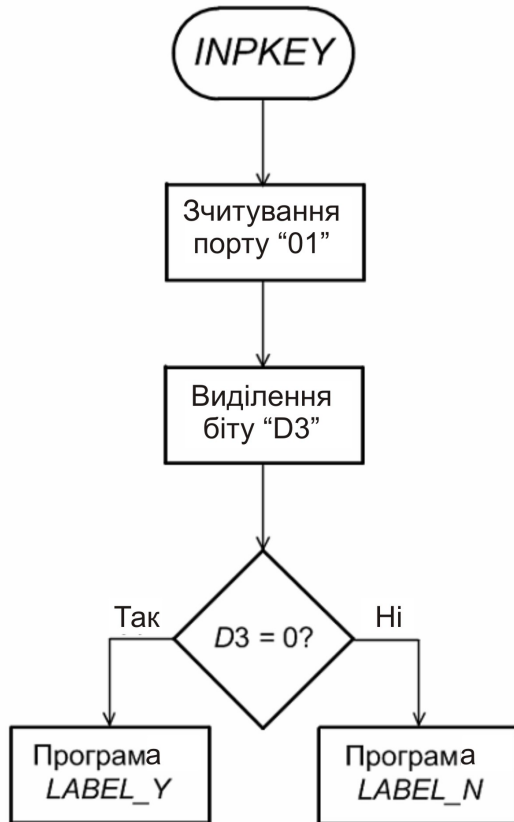 INPKEY
Зчитування
порту “01”
Виділення
біту “D3”
Так
D3 = 0?
Ні
Програма
LABEL_Y
Програма
LABEL_N